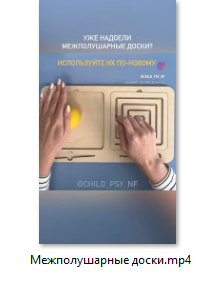 УЖЕ НАДОЕЛИ
МЕЖПОЛУШАРНЫЕ ДОСКИ?
ИСПОЛЬЗУЙТЕ ИХ ПО-НОВОМУ
@CHILD_PSY_NF
Межполушарные доски.mp4